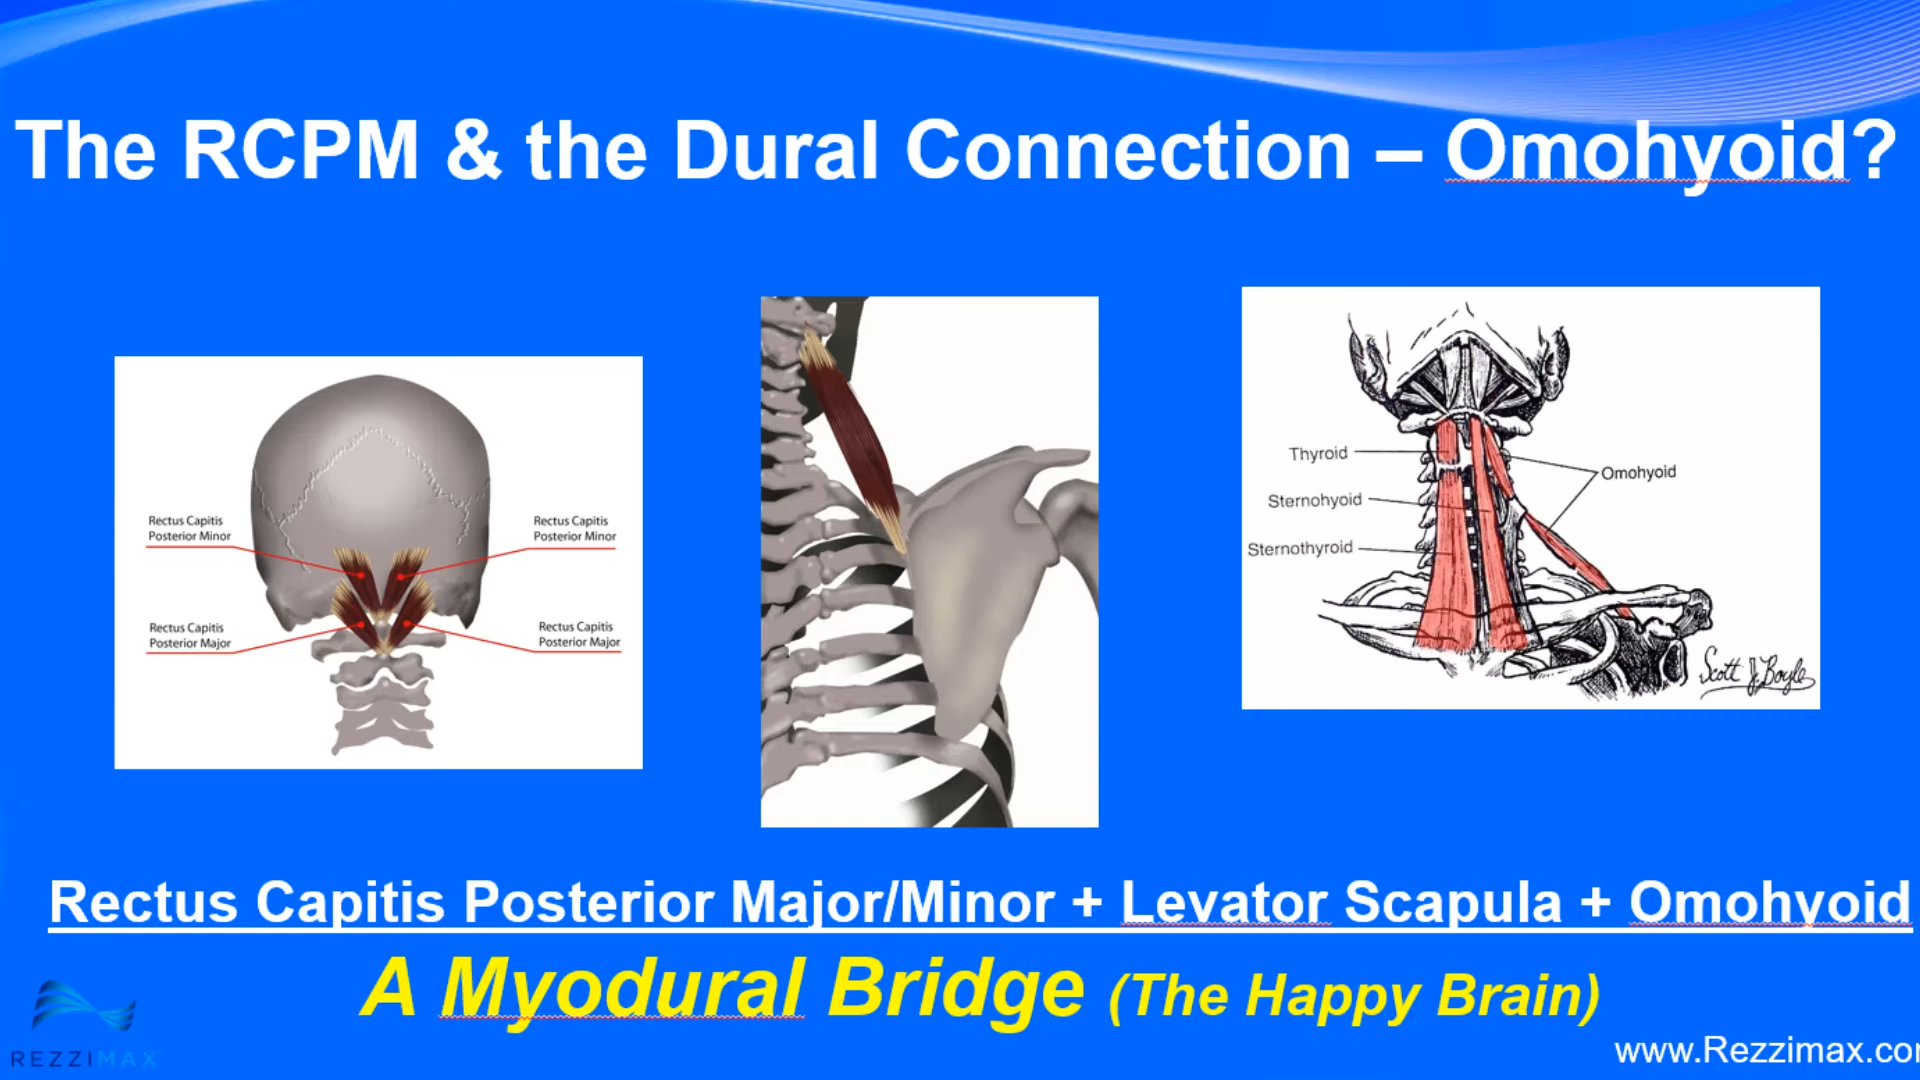 The RCPM & the Dural Connection – Omohyoid?
Rectus Capitis
Posterior Minor
Rectus Capitis
Posterior Minor
Rectus Capitis
Posterior Major
Rectus Capitis
Posterior Major
Thyroid
Sternohyoid
Sternothyroid
Omohyoid
Scott J Boyle
Rectus Capitis Posterior Major/Minor + Levator Scapula + Omohyoid
A Myodural Bridge (The Happy Brain)
REZZIMAX
www.Rezzimax.co